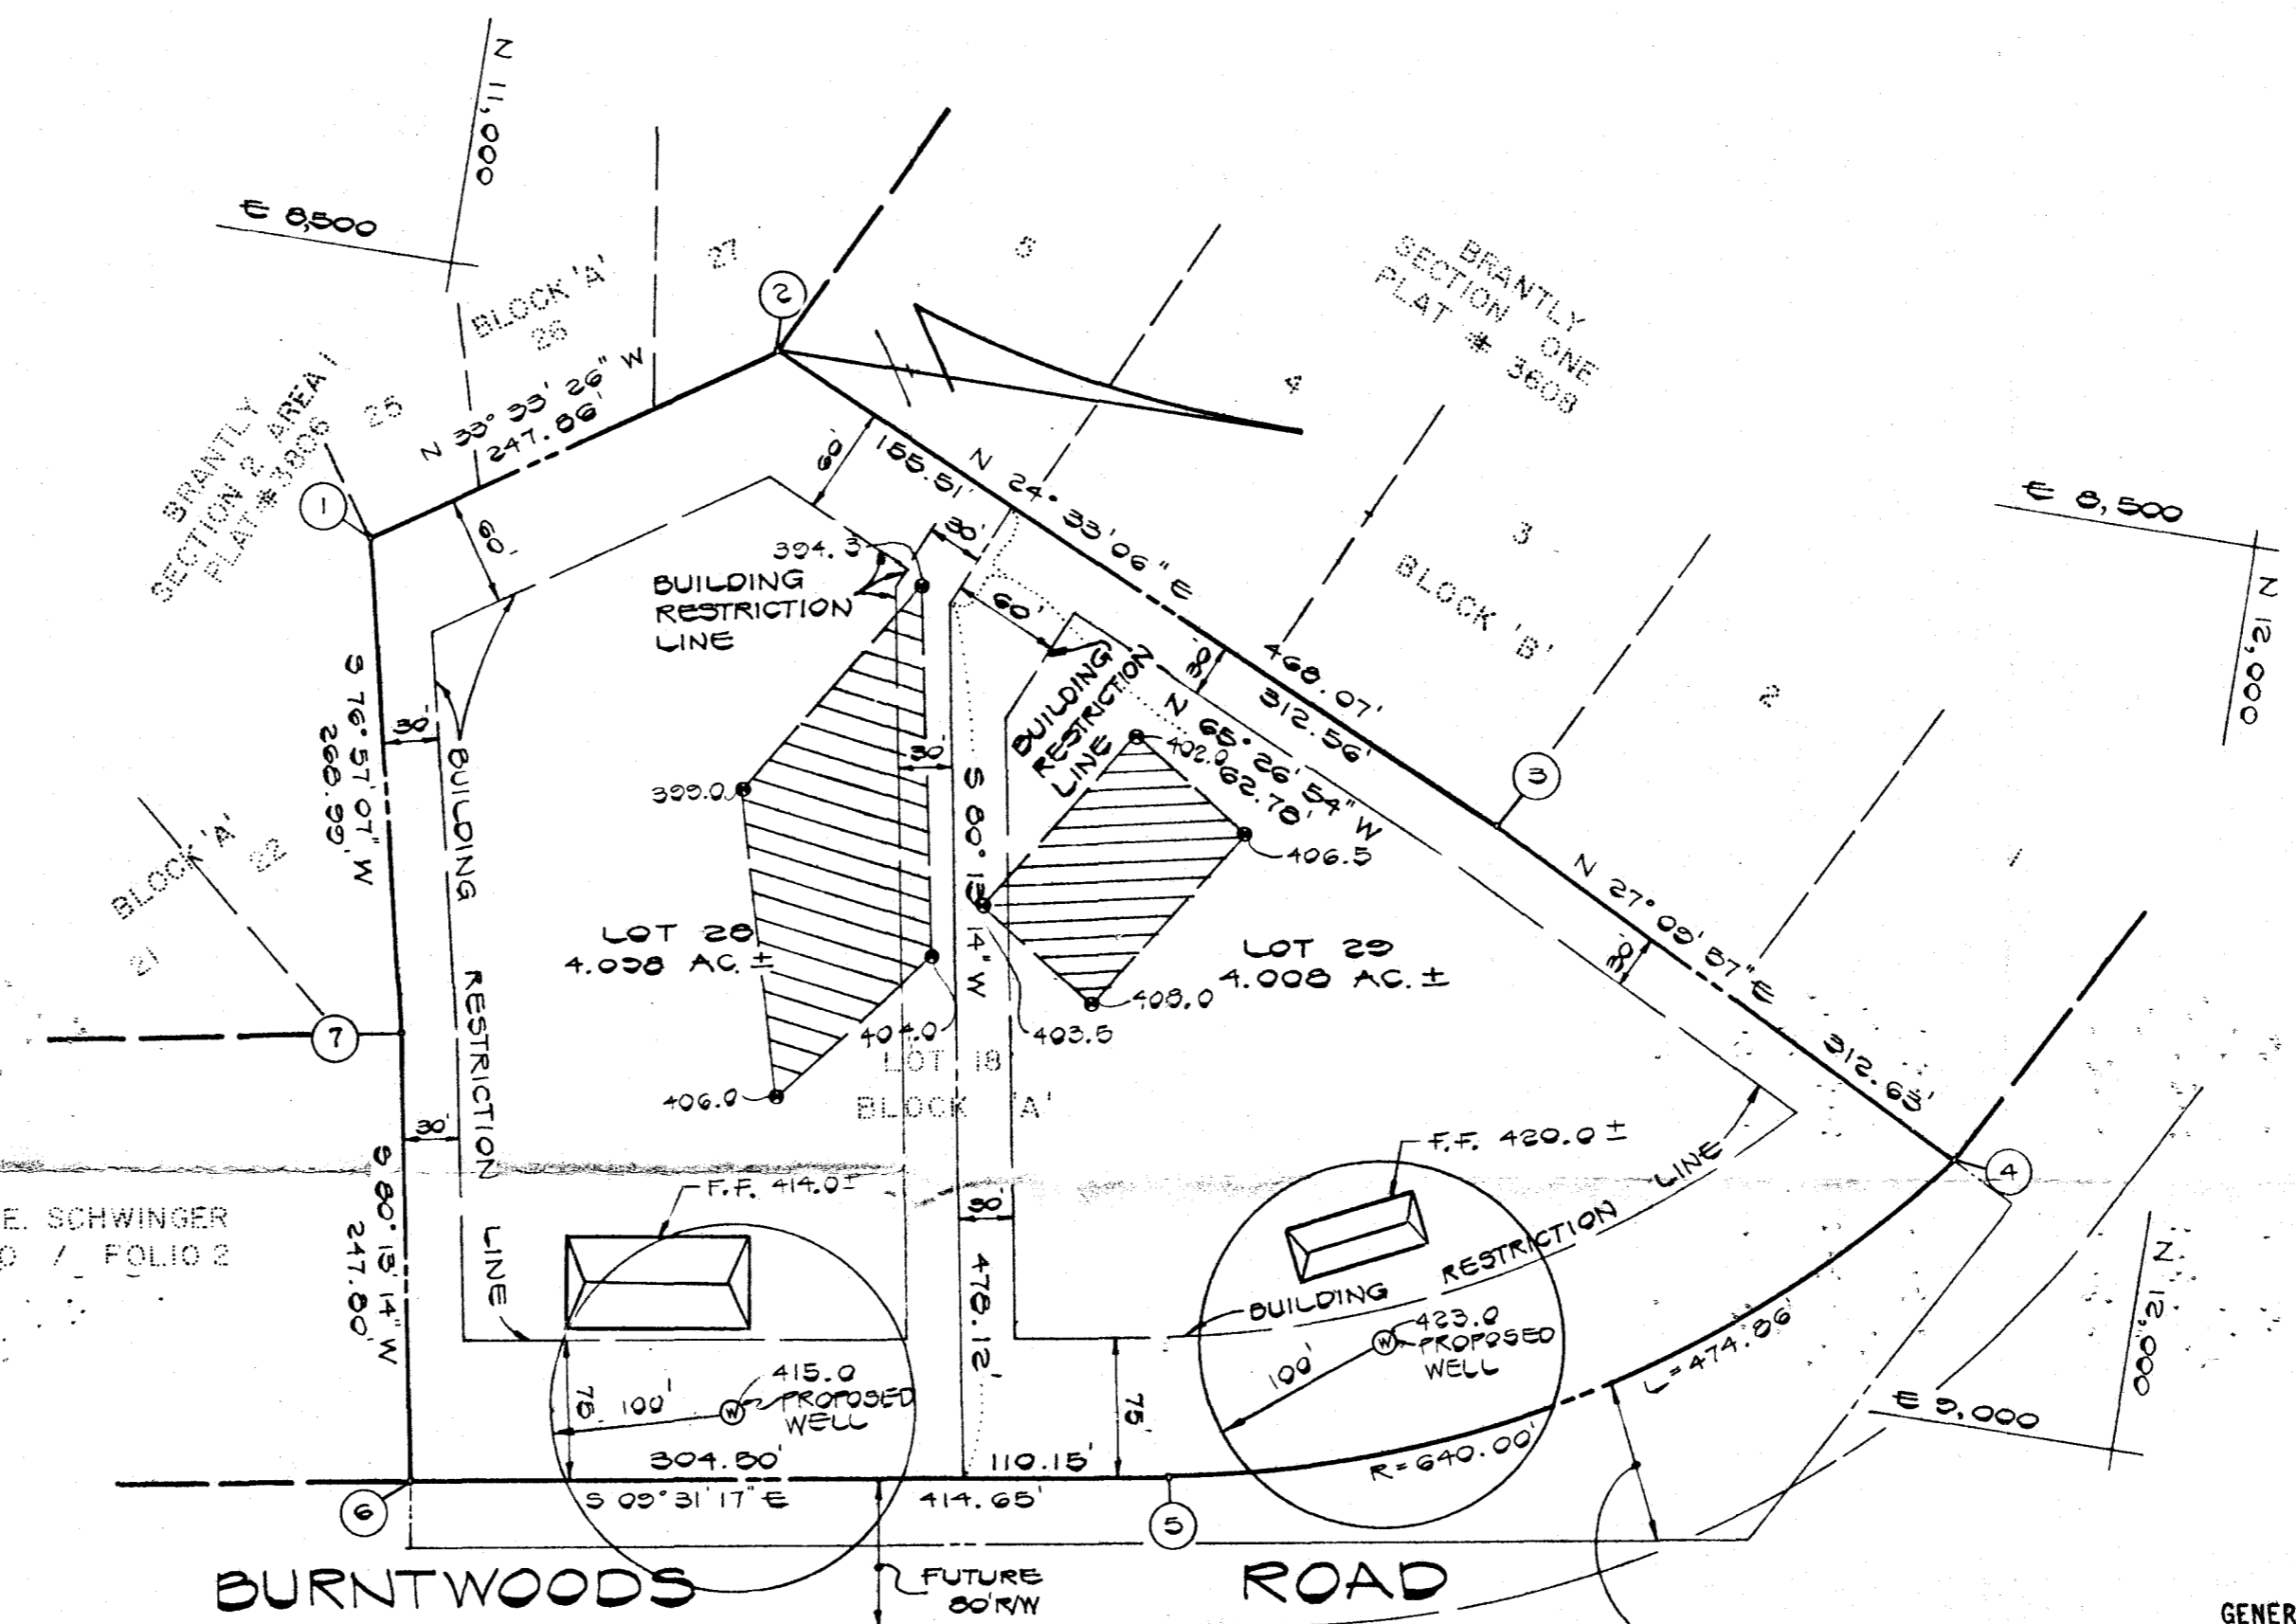 N 11,000
E 8,500
BLOCK 'A'
26
27
2
5
BRANTLY
SECTION ONE
PLAT # 3608
4
BRANTLY
SECTION 2 AREA 1
PLAT # 3806
25
N 33° 33' 26" W
247.86'
1
60'
60'
155.51'
N 24° 33' 06" E
468.07'
312.56'
30'
394.3
BUILDING
RESTRICTION
LINE
60'
3
BLOCK 'B'
2
E 8,500
N 12,000
30'
BUILDING
RESTRICTION
LINE
N 65° 26' 54" W
62.78'
S 76° 57' 07" W
268.99'
30'
BUILDING RESTRICTION LINE
399.0
30'
402.0
406.5
3
N 27° 09' 57" E
312.63'
30'
1
BLOCK 'A'
22
21
7
LOT 28
4.098 AC. ±
S 80° 13' 14" W
478.12'
LOT 29
4.008 AC. ±
408.0
404.0
403.5
LOT 18
BLOCK 'A'
406.0
30'
S 80° 13' 14" W
247.80'
E. SCHWINGER
/ FOLIO 2
F.F. 414.0±
30'
F.F. 420.0±
4
BUILDING RESTRICTION LINE
423.0
PROPOSED
WELL
W
100'
415.0
PROPOSED
WELL
W
100'
75'
75'
L=474.86'
R=640.00'
N 12,000
E 9,000
304.50'
110.15'
S 09° 31' 17" E
414.65'
6
5
BURNTWOODS ROAD
FUTURE
80' R/W
GENER